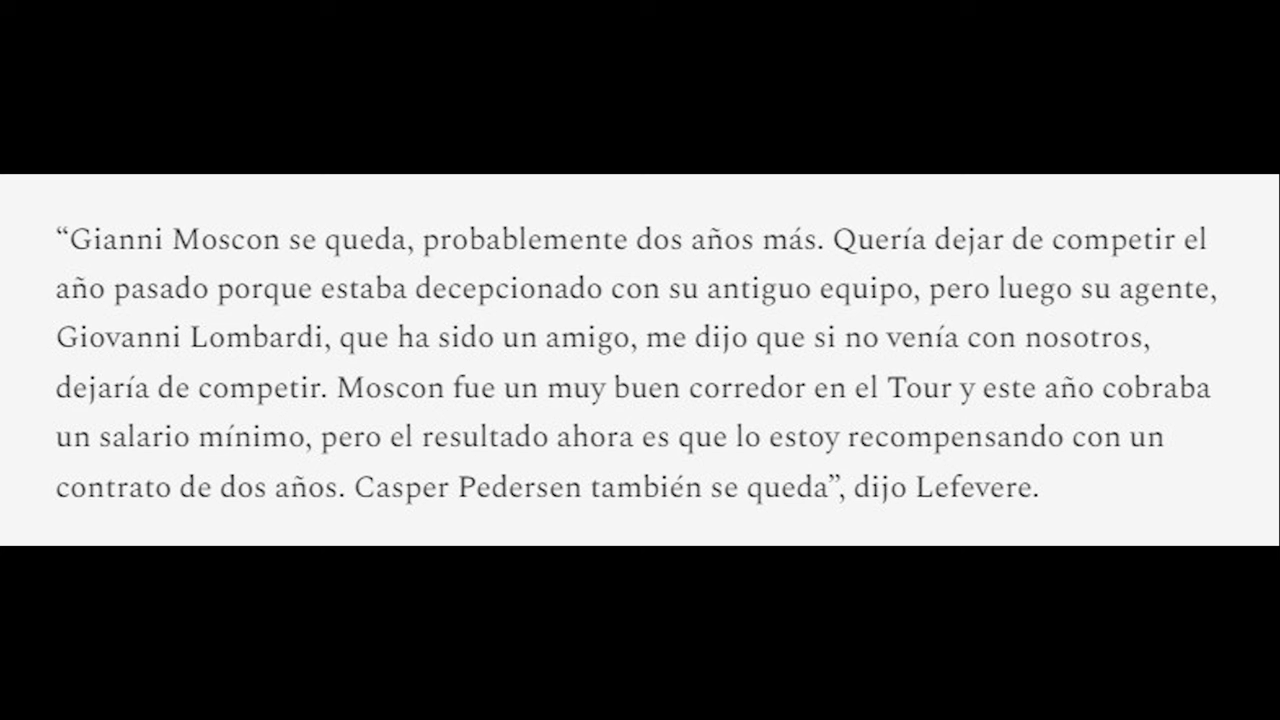 “Gianni Moscon se queda, probablemente dos años más. Quería dejar de competir el
año pasado porque estaba decepcionado con su antiguo equipo, pero luego su agente,
Giovanni Lombardi, que ha sido un amigo, me dijo que si no venía con nosotros,
dejaría de competir. Moscon fue un muy buen corredor en el Tour y este año cobraba
un salario mínimo, pero el resultado ahora es que lo estoy recompensando con un
contrato de dos años. Casper Pedersen también se queda”, dijo Lefevere.